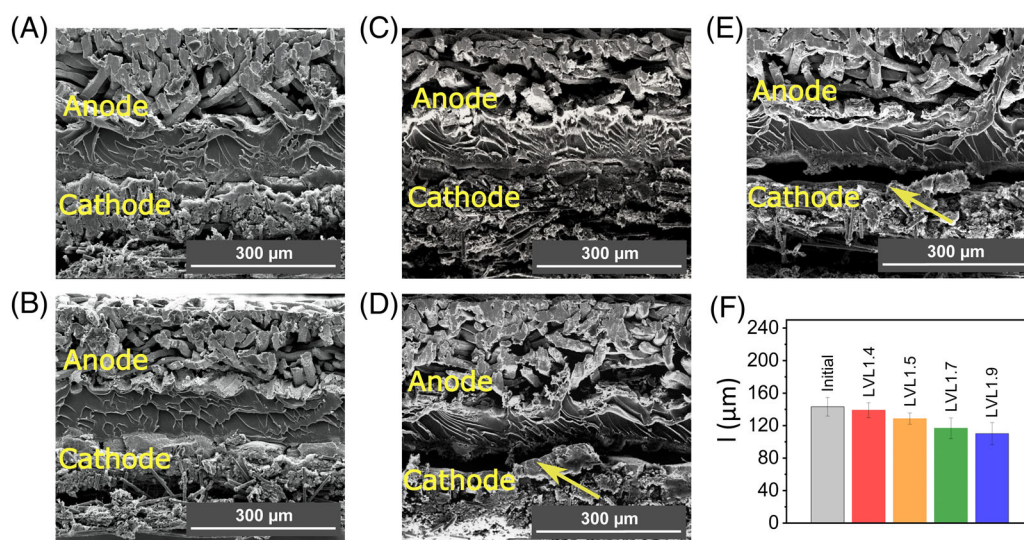 (A)
Anode
Cathode
300 µm
(B)
Anode
Cathode
300 µm
(C)
Anode
Cathode
300 µm
(D)
Anode
Cathode
300 µm
(E)
Anode
Cathode
300 µm
(F)
240
200
160
120
80
40
0
l (µm)
Initial
LVL1.4
LVL1.5
LVL1.7
LVL1.9